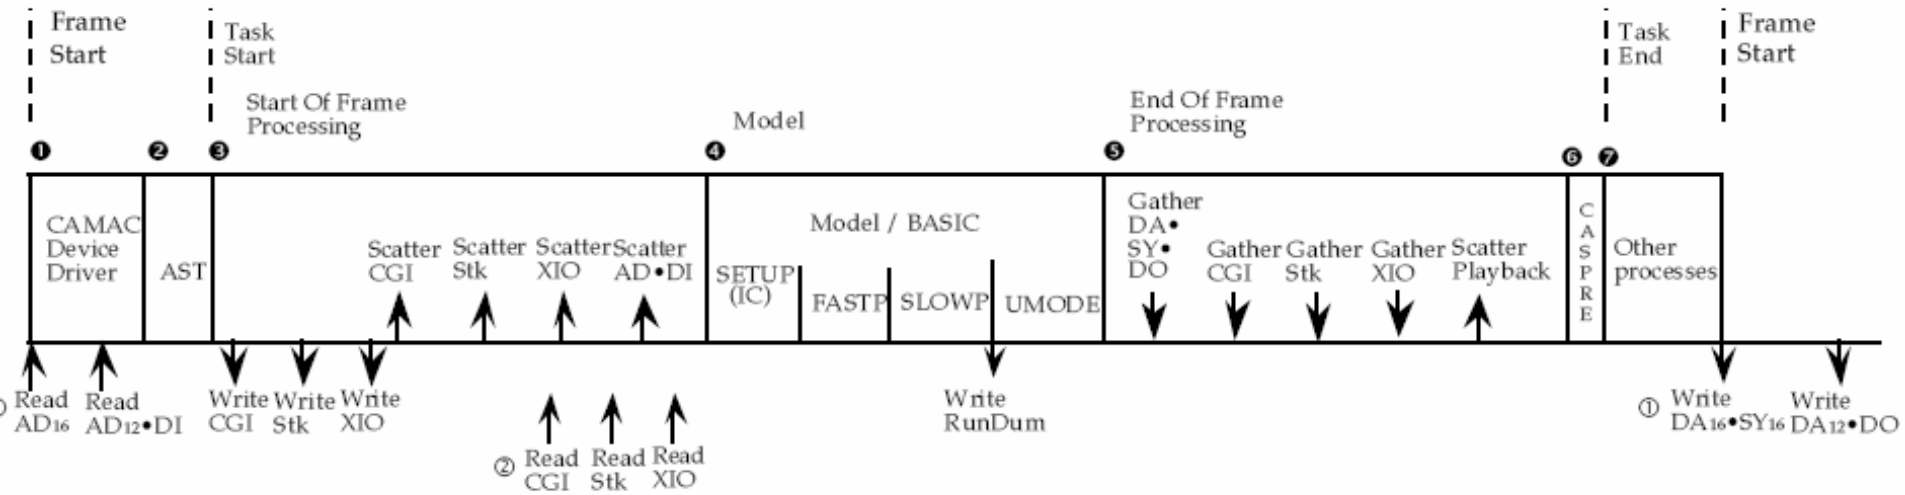 Frame
Start
Task
Start
Task
End
Frame
Start
Start Of Frame
Processing
Model
End Of Frame
Processing
❶ ❷ ❸ ❹ ❺ ❻ ❼
CAMAC
Device
Driver
AST
Scatter
CGI
Scatter
Stk
Scatter
XIO
Scatter
AD•DI
Model / BASIC
SETUP
(IC)
FASTP
SLOWP
UMODE
Gather
DA•
SY•
DO
Gather
CGI
Gather
Stk
Gather
XIO
Scatter
Playback
C
A
S
P
R
E
Other
processes
Read
AD16
Read
AD12•DI
Write
CGI
Write
Stk
Write
XIO
② Read
CGI
Read
Stk
Read
XIO
Write
RunDum
① Write
DA16•SY16
Write
DA12•DO